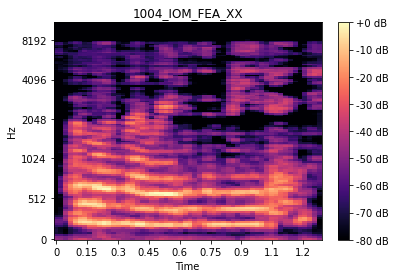 1004_IOM_FEA_XX
+0 dB
8192
-10 dB
4096
-20 dB
-30 dB
Hz
2048
-40 dB
1024
-50 dB
512
-60 dB
-70 dB
0
-80 dB
0 0.15 0.3 0.45 0.6 0.75 0.9 1.1 1.2
Time